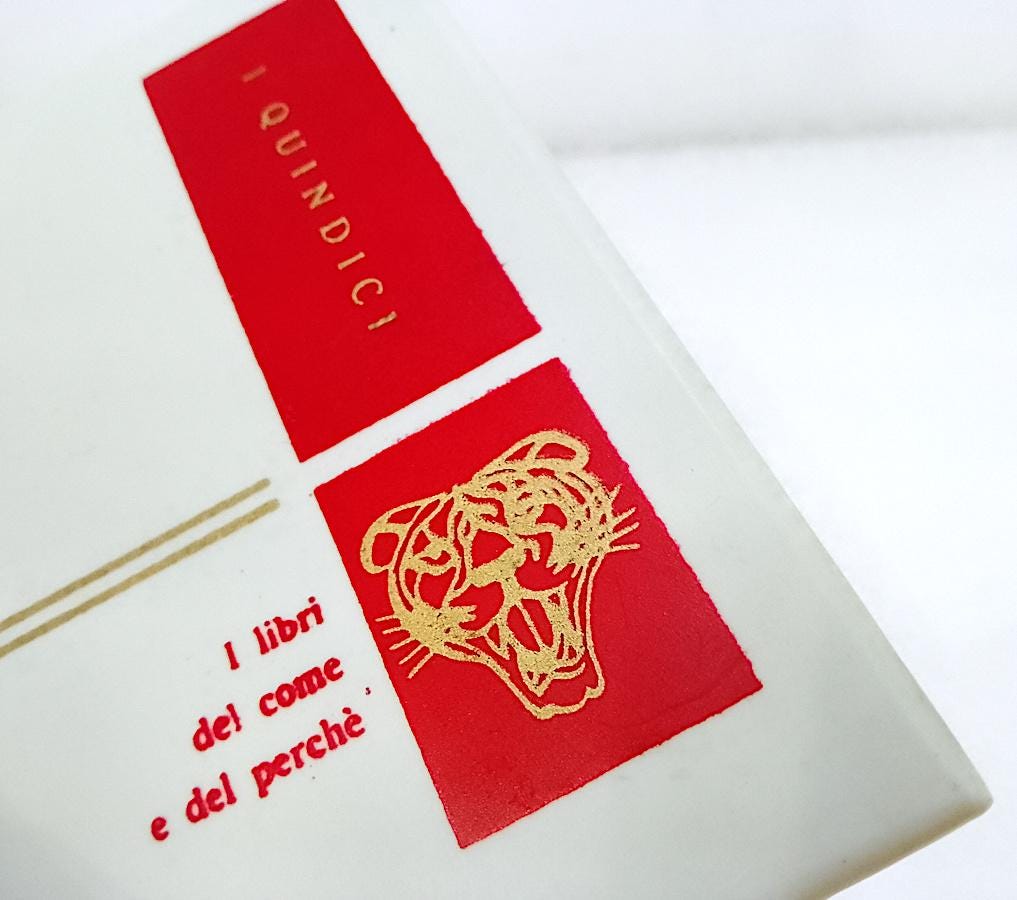 I QUINDICI
I libri
del come
e del perchè